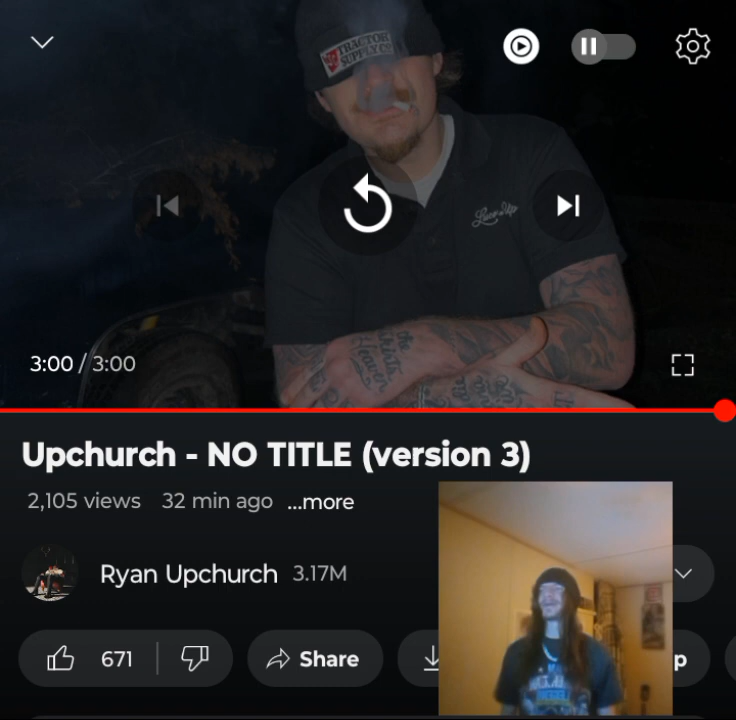 TRACTOR
SUPPLY CO
3:00 / 3:00
Upchurch - NO TITLE (version 3)
2,105 views 32 min ago ...more
Ryan Upchurch 3.17M
671
Share
p